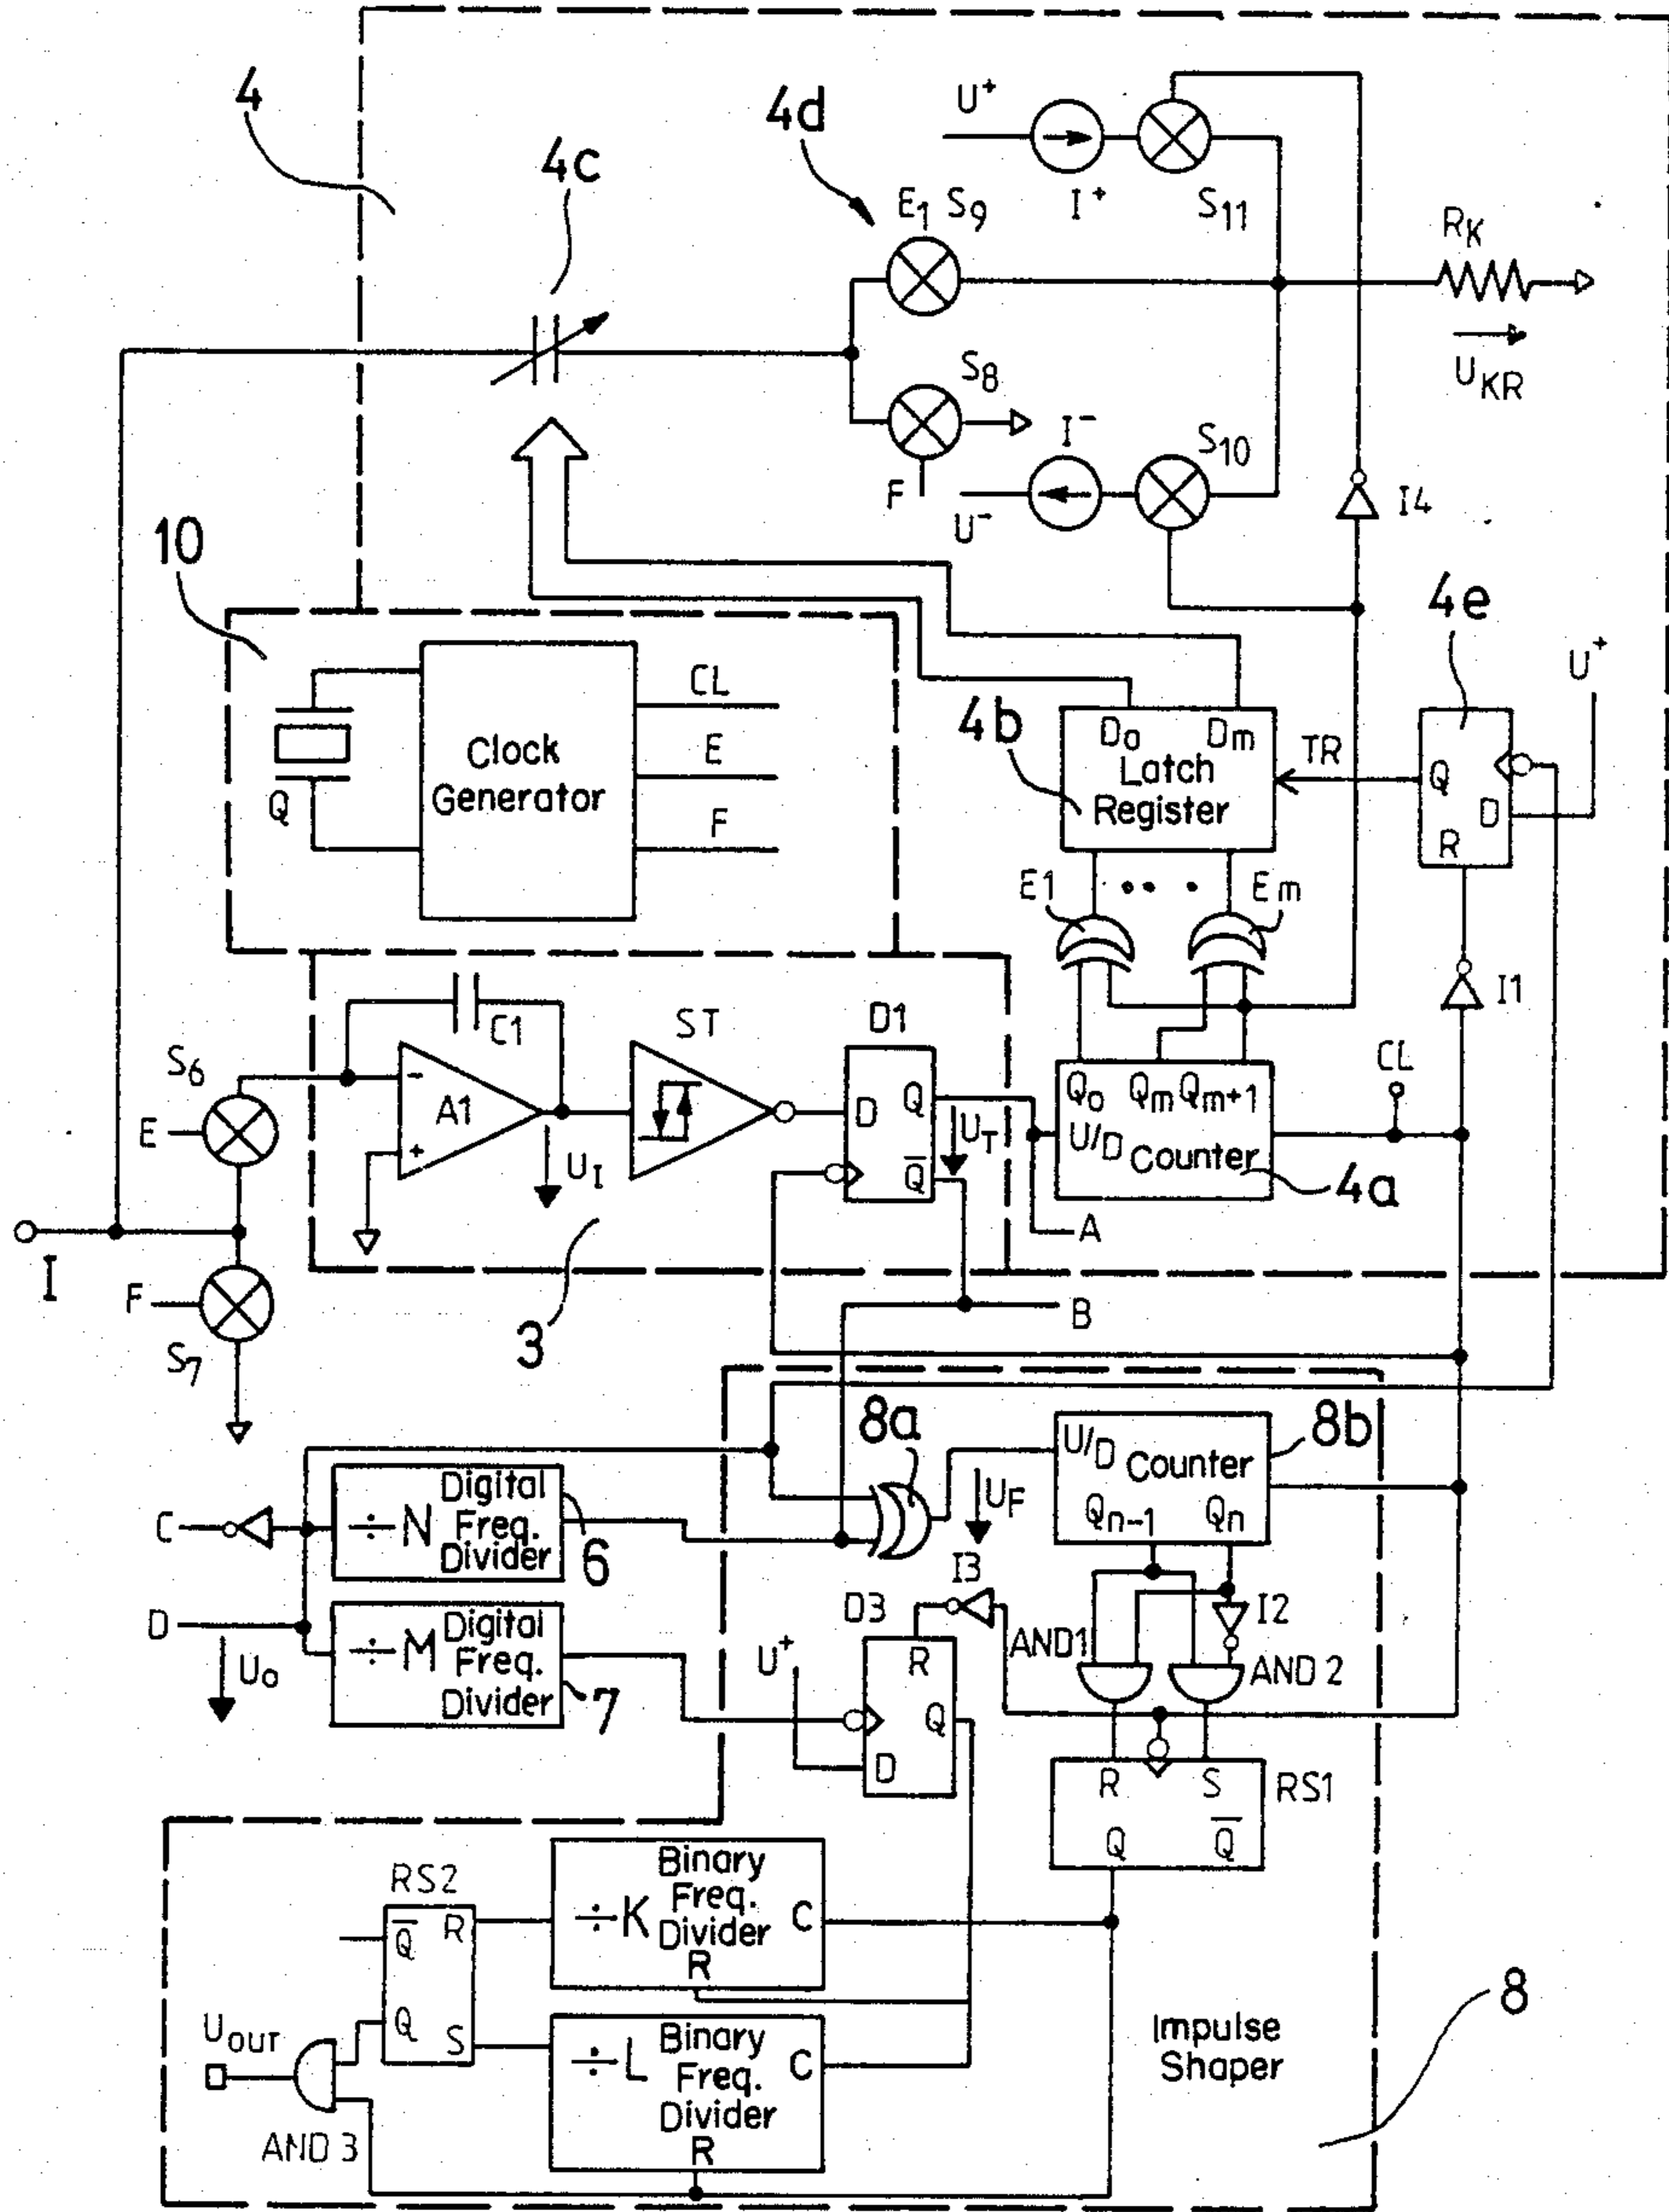 4
4c
4d
U+
I+
S11
E1 S9
RK
UKR
S8
F
I-
U-
S10
I4
10
4e
U+
CL
E
F
Clock
Generator
Q
4b
Do Dm
Latch
Register
TR
Q
D
R
E1
Em
I1
C1
S6
E
A1
-
+
UI
ST
D1
D Q
Q̅
UT
Qo Qm Qm+1
U/D Counter
CL
4a
A
I
F
S7
3
B
8a
8b
U/D Counter
Qn-1 Qn
UF
C
÷N Digital
Freq.
Divider
6
D
Uo
÷M Digital
Freq.
Divider
7
I3
D3
U+
R
Q
D
I2
AND1
AND 2
R S
Q Q̅
RS1
RS2
Q̅ R
Q S
÷K Binary
Freq.
Divider
C
R
÷L Binary
Freq.
Divider
C
R
UOUT
AND 3
Impulse
Shaper
8